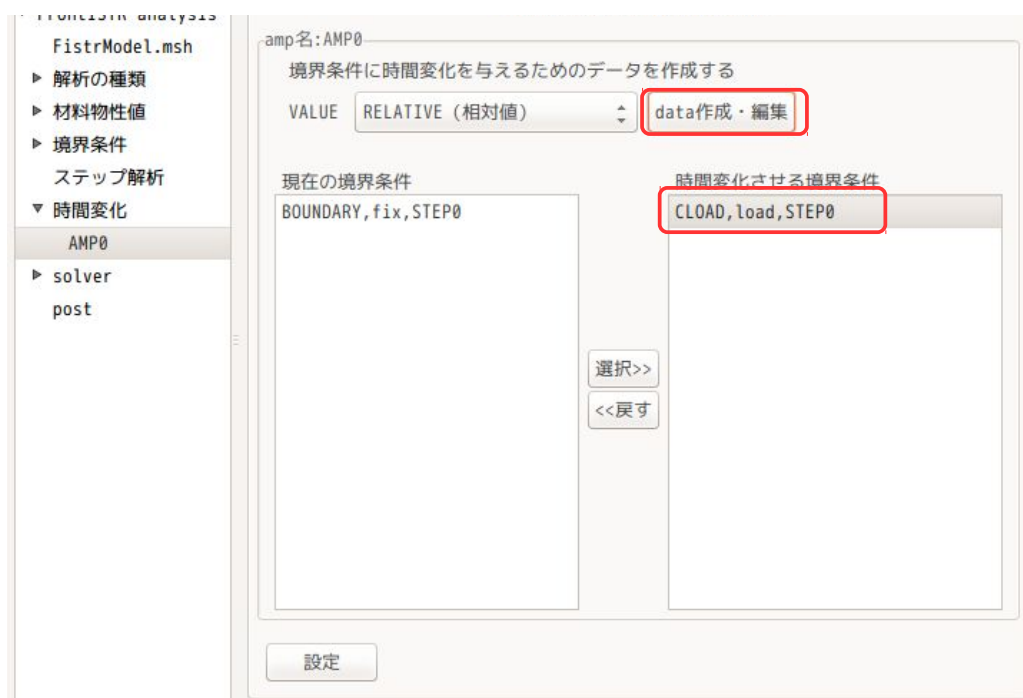 FrontISTR analysis
FistrModel.msh
解析の種類
材料物性値
境界条件
ステップ解析
時間変化
AMP0
solver
post
amp名:AMP0
境界条件に時間変化を与えるためのデータを作成する
VALUE RELATIVE (相対値) data作成・編集
現在の境界条件
BOUNDARY,fix,STEP0
時間変化させる境界条件
CLOAD,load,STEP0
選択>>
<<戻す
設定